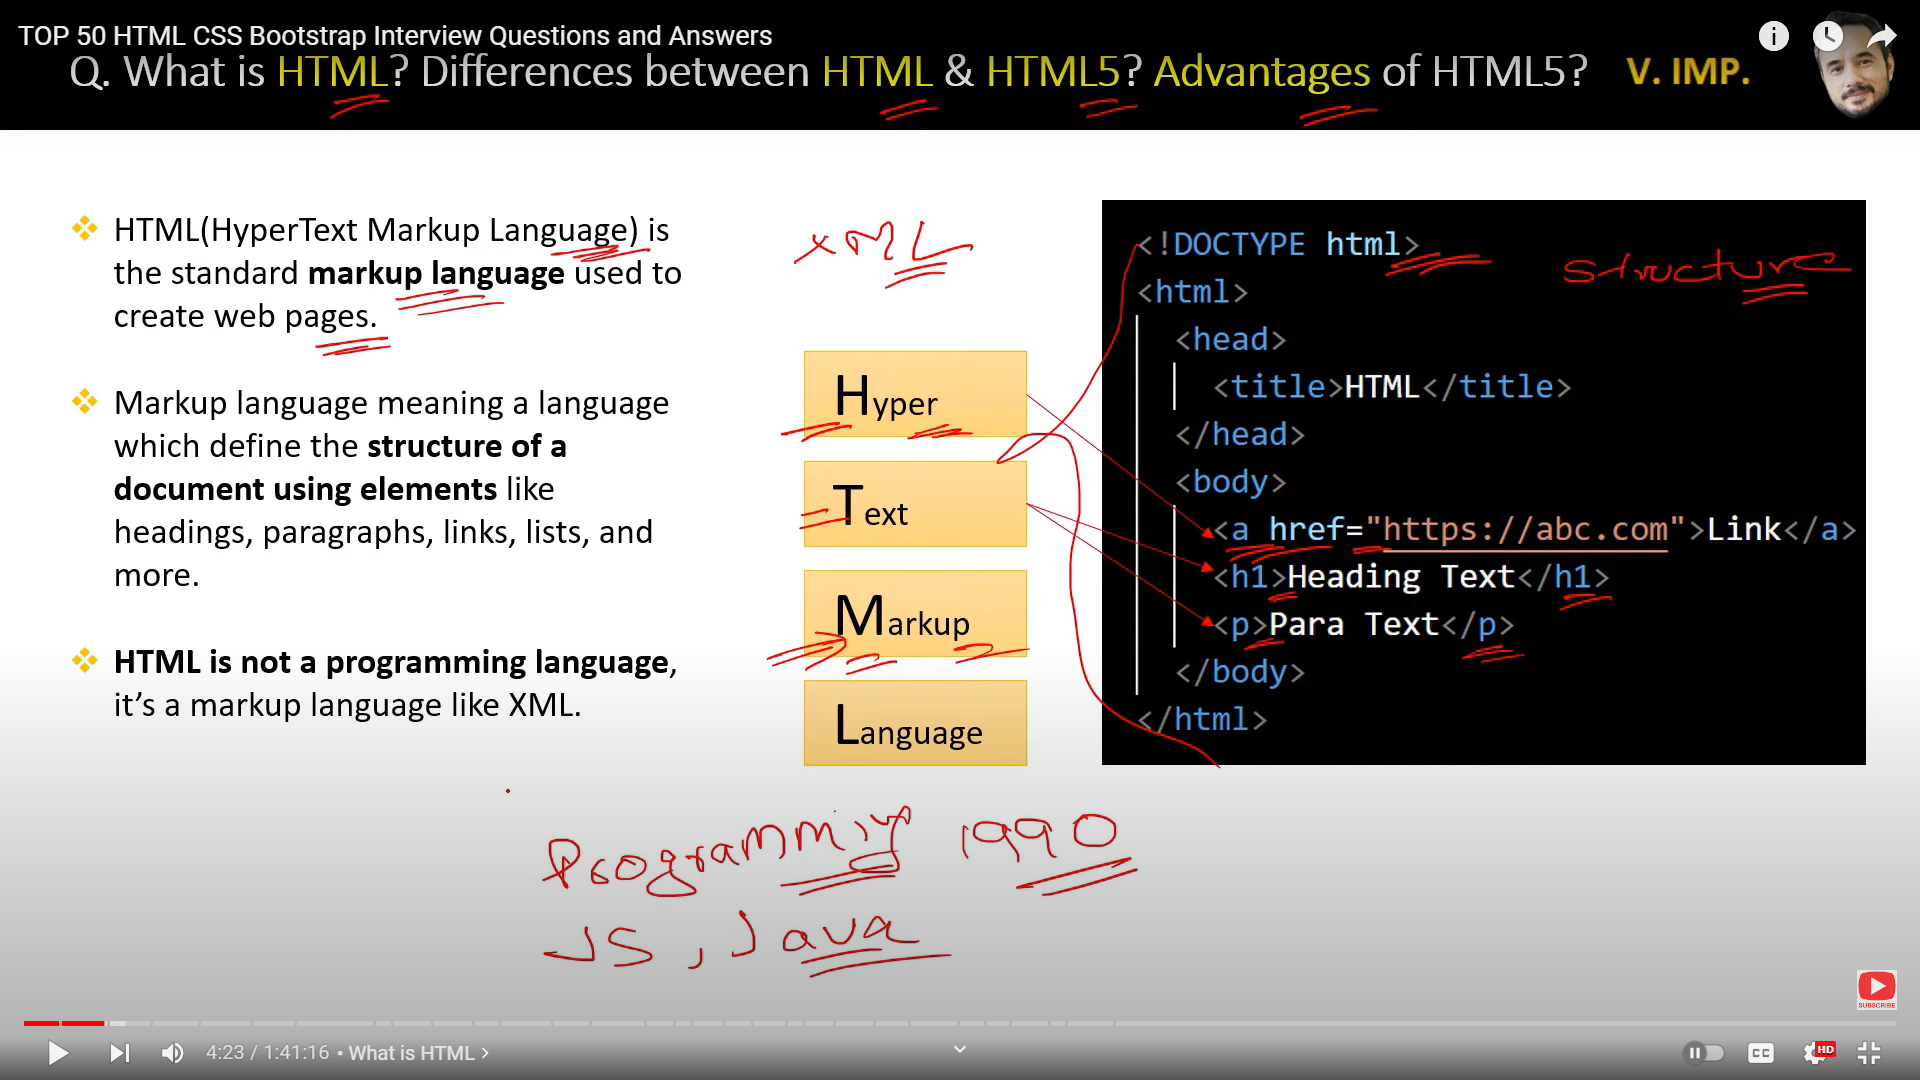 TOP 50 HTML CSS Bootstrap Interview Questions and Answers
Q. What is HTML? Differences between HTML & HTML5? Advantages of HTML5? V. IMP.
HTML(HyperText Markup Language) is
the standard markup language used to
create web pages.
Markup language meaning a language
which define the structure of a
document using elements like
headings, paragraphs, links, lists, and
more.
HTML is not a programming language,
it's a markup language like XML.
XML
Hyper
Text
Markup
Language
<!DOCTYPE html>
structure
<html>
<head>
<title>HTML</title>
</head>
<body>
<a href="https://abc.com">Link</a>
<h1>Heading Text</h1>
<p>Para Text</p>
</body>
</html>
Programming 1990
JS, Java
SUBSCRIBE
4:23 / 1:41:16 • What is HTML >
CC
HD